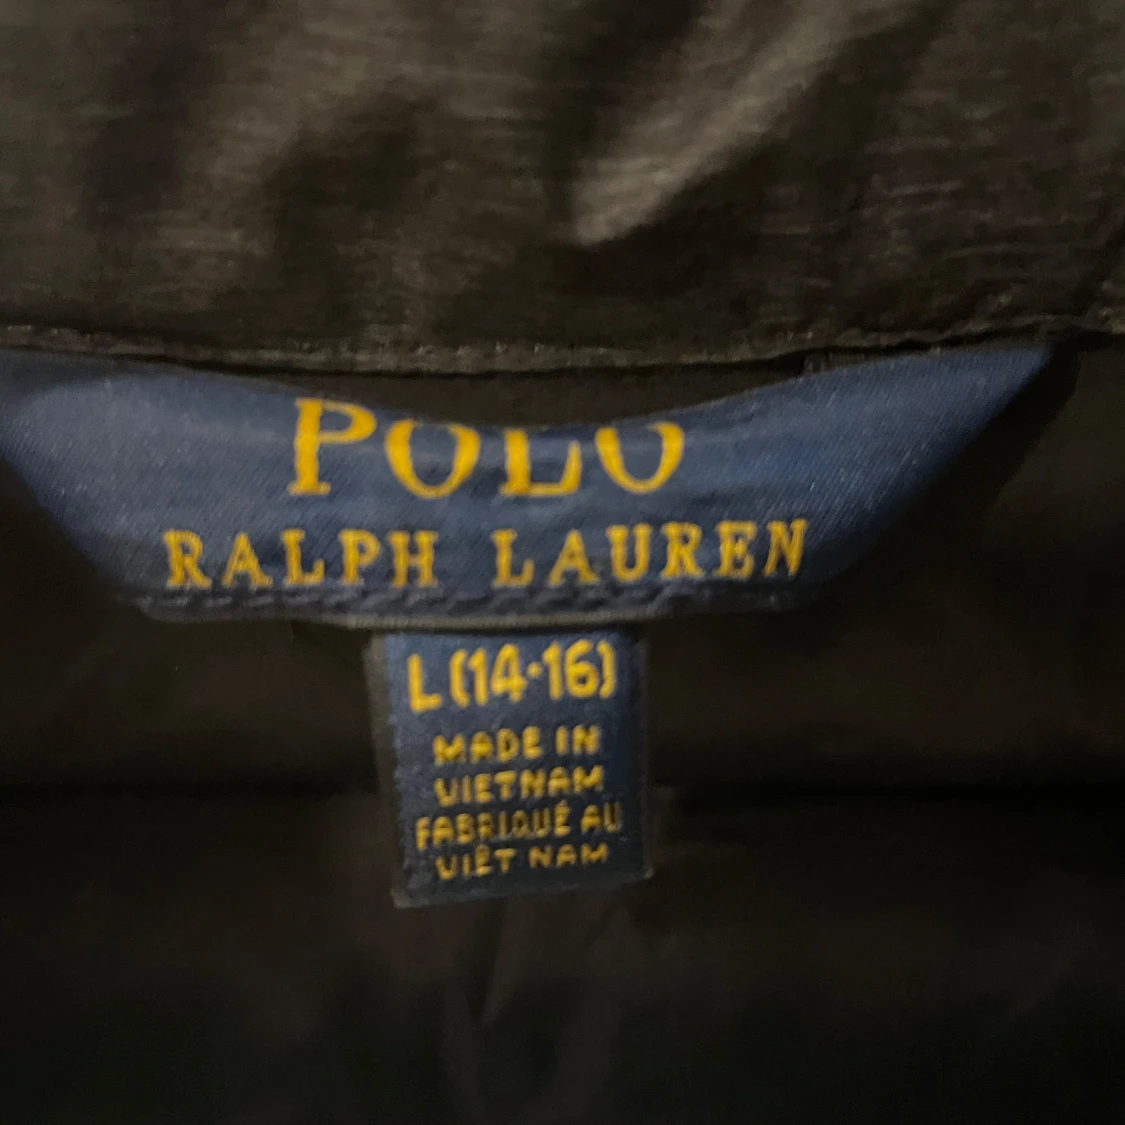 POLO
RALPH LAUREN
L (14-16)
MADE IN
VIETNAM
FABRIQUÉ AU
VIÊT NAM